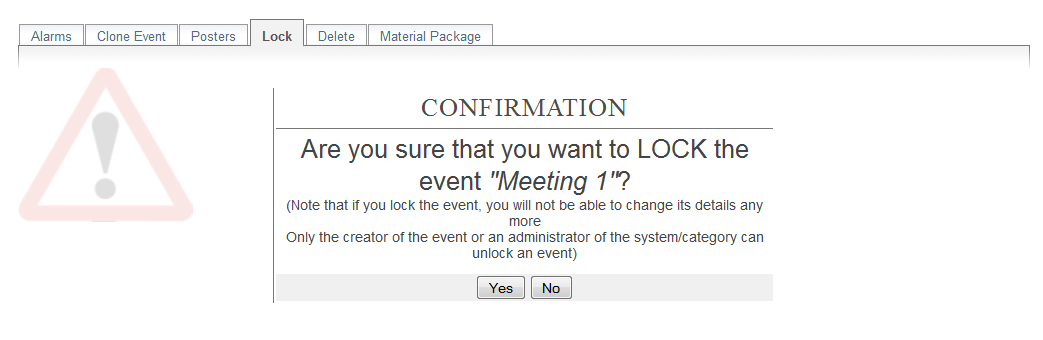 Alarms Clone Event Posters Lock Delete Material Package
CONFIRMATION
Are you sure that you want to LOCK the
event "Meeting 1"?
(Note that if you lock the event, you will not be able to change its details any
more
Only the creator of the event or an administrator of the system/category can
unlock an event)
Yes No